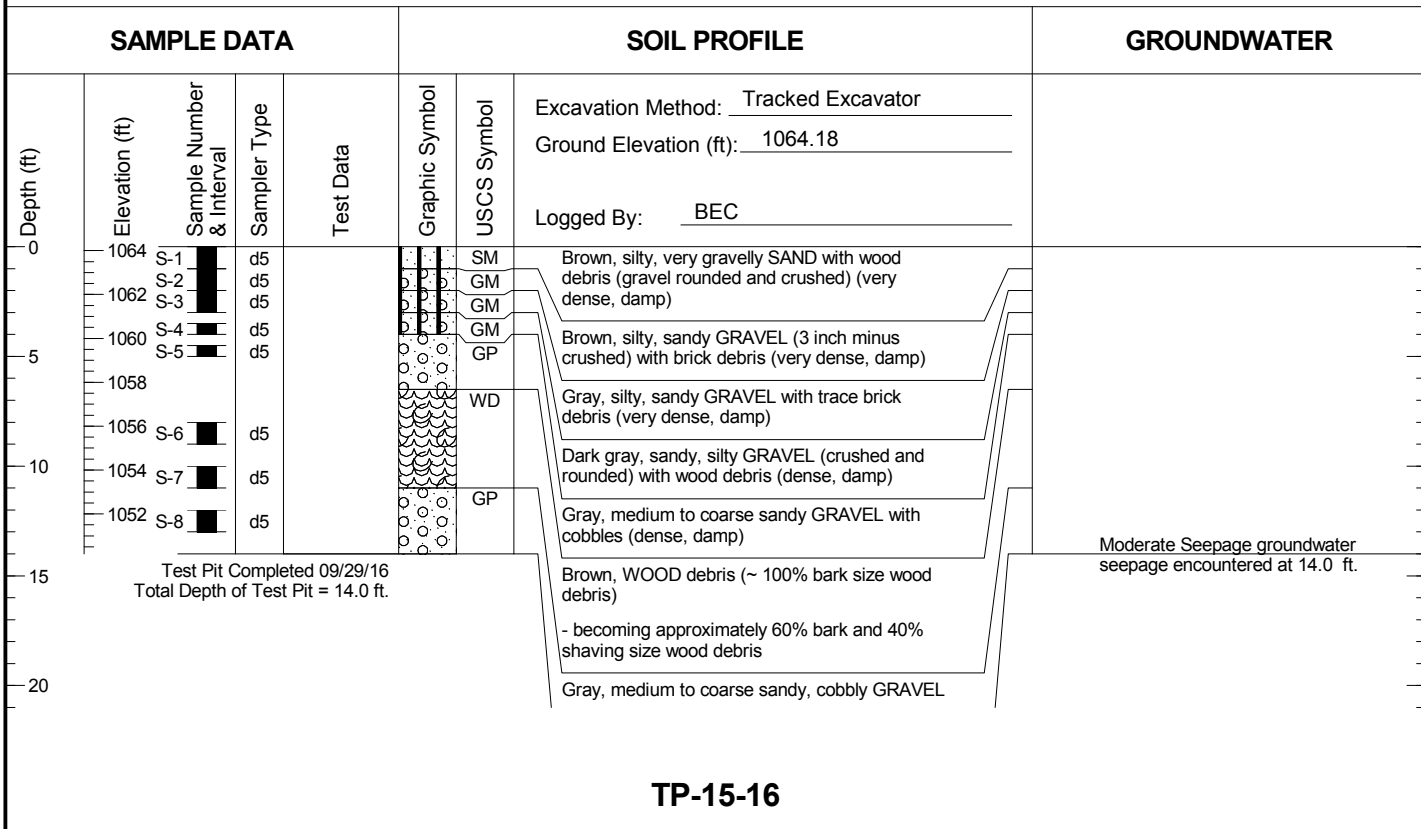 SAMPLE DATA
SOIL PROFILE
GROUNDWATER
Depth (ft)
Elevation (ft)
Sample Number
& Interval
Sampler Type
Test Data
Graphic Symbol
USCS Symbol
Excavation Method: Tracked Excavator
Ground Elevation (ft): 1064.18
Logged By: BEC
0
5
10
15
20
1064
1062
1060
1058
1056
1054
1052
S-1 d5
S-2 d5
S-3 d5
S-4 d5
S-5 d5
S-6 d5
S-7 d5
S-8 d5
SM
GM
GM
GM
GP
WD
GP
Brown, silty, very gravelly SAND with wood
debris (gravel rounded and crushed) (very
dense, damp)
Brown, silty, sandy GRAVEL (3 inch minus
crushed) with brick debris (very dense, damp)
Gray, silty, sandy GRAVEL with trace brick
debris (very dense, damp)
Dark gray, sandy, silty GRAVEL (crushed and
rounded) with wood debris (dense, damp)
Gray, medium to coarse sandy GRAVEL with
cobbles (dense, damp)
Brown, WOOD debris (~ 100% bark size wood
debris)
- becoming approximately 60% bark and 40%
shaving size wood debris
Gray, medium to coarse sandy, cobbly GRAVEL
Moderate Seepage groundwater
seepage encountered at 14.0 ft.
Test Pit Completed 09/29/16
Total Depth of Test Pit = 14.0 ft.
TP-15-16